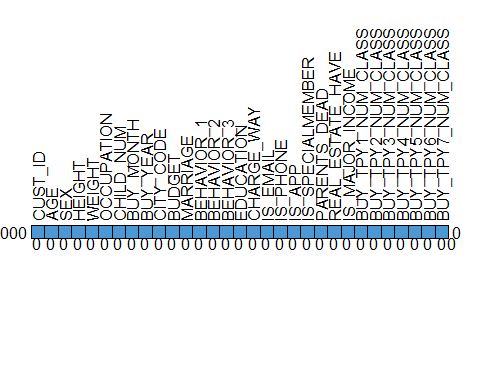 CUST_ID
AGE
SEX
HEIGHT
WEIGHT
OCCUPATION
CHILD_NUM
BUY_MONTH
BUY_YEAR
CITY_CODE
BUDGET
MARRIAGE
BEHAVIOR_1
BEHAVIOR_2
BEHAVIOR_3
EDUCATION
CHARGE_WAY
IS_EMAIL
IS_PHONE
IS_APP
IS_SPECIALMEMBER
PARENTS_DEAD
REAL_ESTATE_HAVE
IS_MAJOR_INCOME
BUY_TPY1_NUM_CLASS
BUY_TPY2_NUM_CLASS
BUY_TPY3_NUM_CLASS
BUY_TPY4_NUM_CLASS
BUY_TPY5_NUM_CLASS
BUY_TPY6_NUM_CLASS
BUY_TPY7_NUM_CLASS
000 0
0 0 0 0 0 0 0 0 0 0 0 0 0 0 0 0 0 0 0 0 0 0 0 0 0 0 0 0 0 0 00